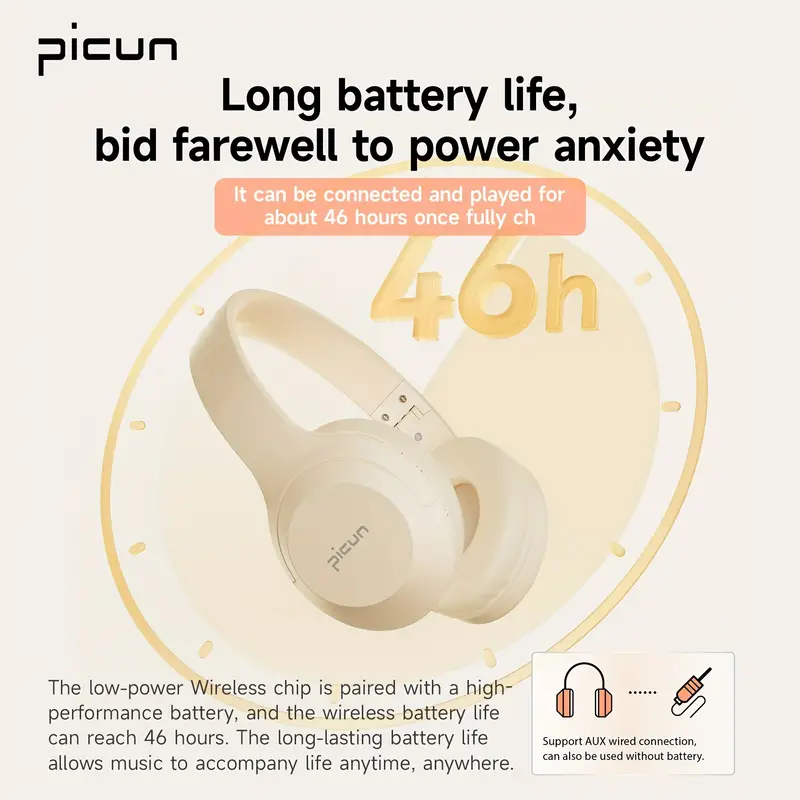 picun
Long battery life,
bid farewell to power anxiety
It can be connected and played for
about 46 hours once fully ch
46h
picun
The low-power Wireless chip is paired with a high-
performance battery, and the wireless battery life
can reach 46 hours. The long-lasting battery life
allows music to accompany life anytime, anywhere.
Support AUX wired connection,
can also be used without battery.